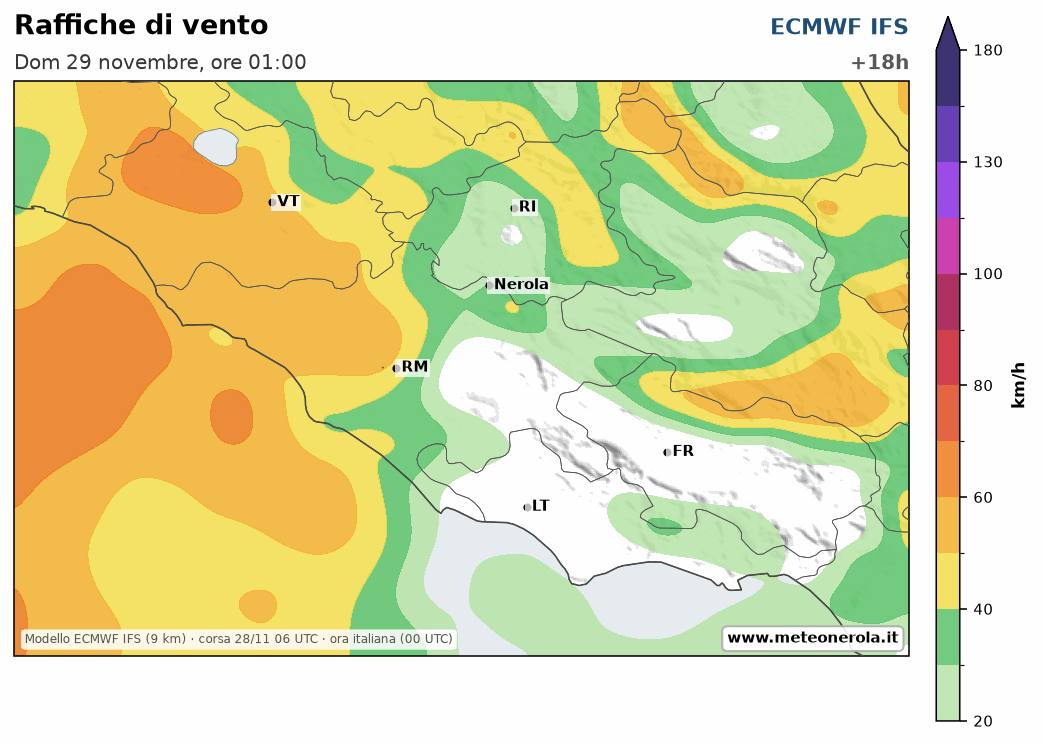 Raffiche di vento
ECMWF IFS
Dom 29 novembre, ore 01:00
+18h
VT
RI
Nerola
RM
FR
LT
Modello ECMWF IFS (9 km) · corsa 28/11 06 UTC · ora italiana (00 UTC)
www.meteonerola.it
180
130
100
80
60
40
20
km/h